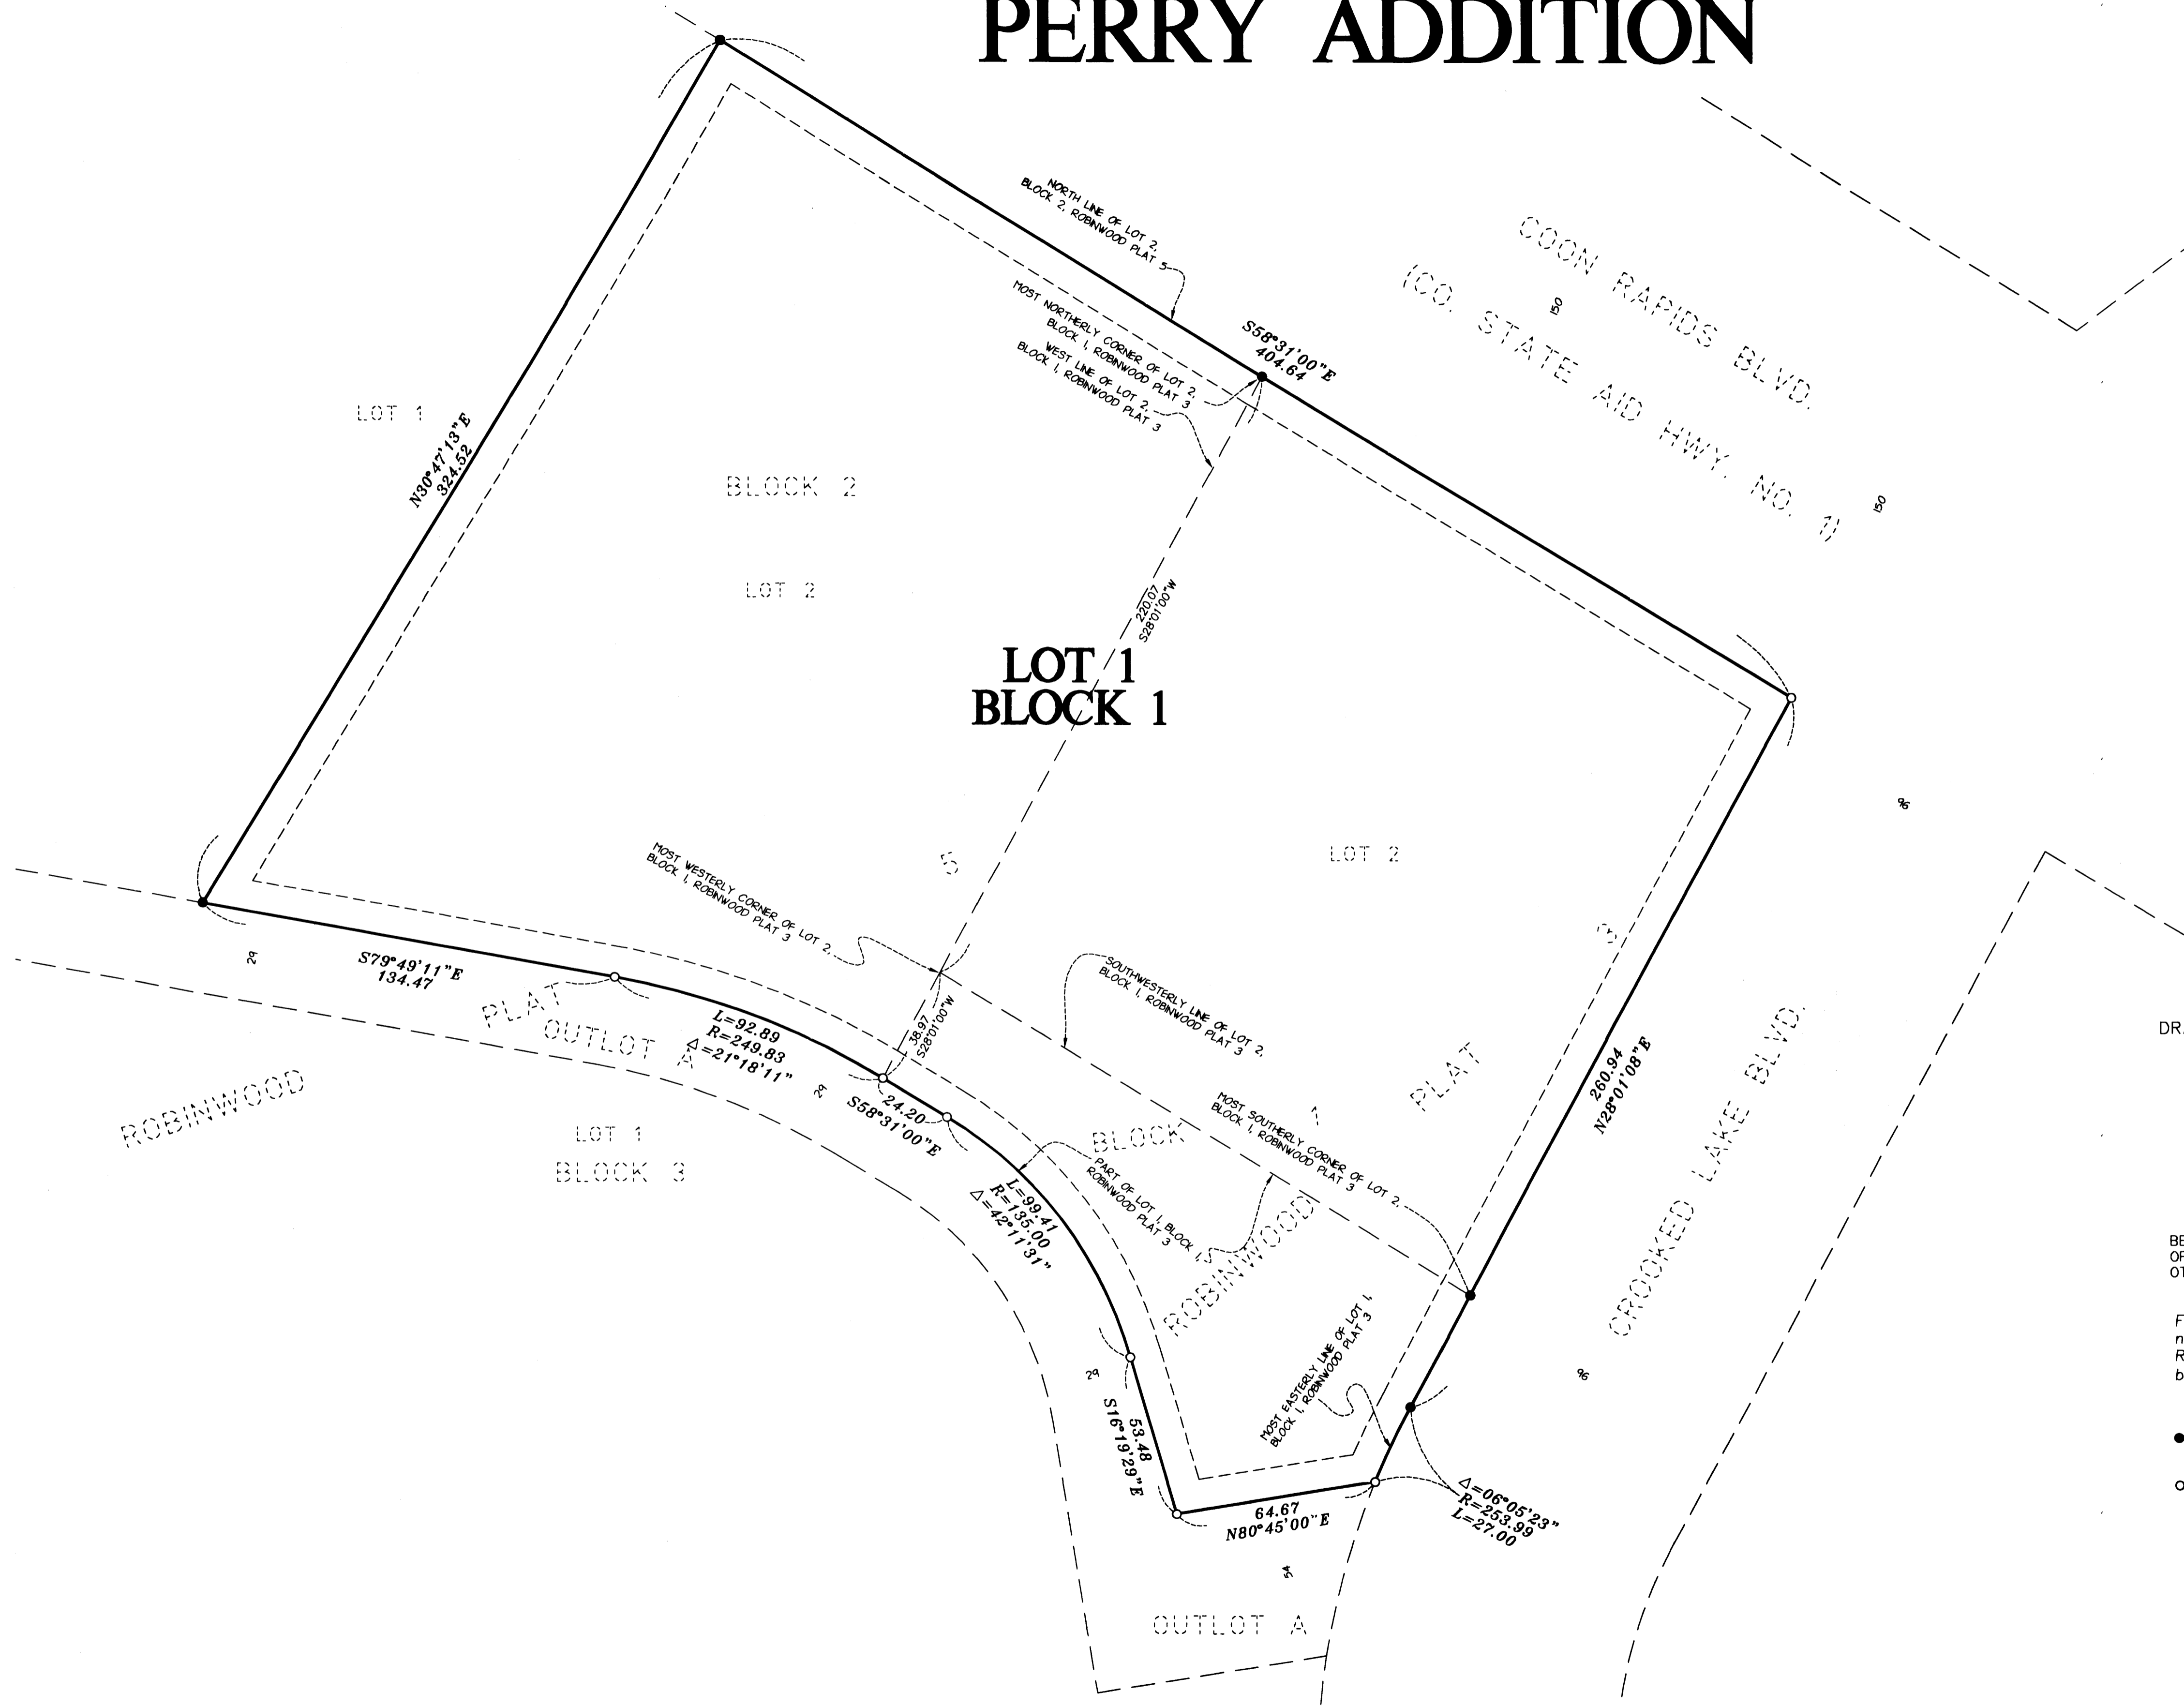 PERRY ADDITION
NORTH LINE OF LOT 2,
BLOCK 2, ROBINWOOD PLAT 5
COON RAPIDS BLVD.
(CO. STATE AID HWY. NO. 1)
150
150
MOST NORTHERLY CORNER OF LOT 2,
BLOCK 1, ROBINWOOD PLAT 3
WEST LINE OF LOT 2,
BLOCK 1, ROBINWOOD PLAT 3
S58°31'00"E
404.64
LOT 1
N30°47'13"E
324.52
BLOCK 2
LOT 2
220.07
S28°01'00"W
LOT 1
BLOCK 1
96
MOST WESTERLY CORNER OF LOT 2,
BLOCK 1, ROBINWOOD PLAT 3
5
LOT 2
3
29
S79°49'11"E
134.47
PLAT
OUTLOT A
L=92.89
R=249.83
Δ=21°18'11"
38.97
S28°01'00"W
SOUTHWESTERLY LINE OF LOT 2,
BLOCK 1, ROBINWOOD PLAT 3
DR
260.94
N28°01'08"E
CROOKED LAKE BLVD.
PLAT
ROBINWOOD
29
24.20
S58°31'00"E
LOT 1
BLOCK 3
BLOCK 1
MOST SOUTHERLY CORNER OF LOT 2,
BLOCK 1, ROBINWOOD PLAT 3
PART OF LOT 1, BLOCK 1,
ROBINWOOD PLAT 3
L=99.41
R=135.00
Δ=42°11'31"
ROBINWOOD
MOST EASTERLY LINE OF LOT 1,
BLOCK 1, ROBINWOOD PLAT 3
29
96
53.48
S16°19'29"E
64.67
N80°45'00"E
Δ=06°05'23"
R=253.99
L=27.00
54
OUTLOT A